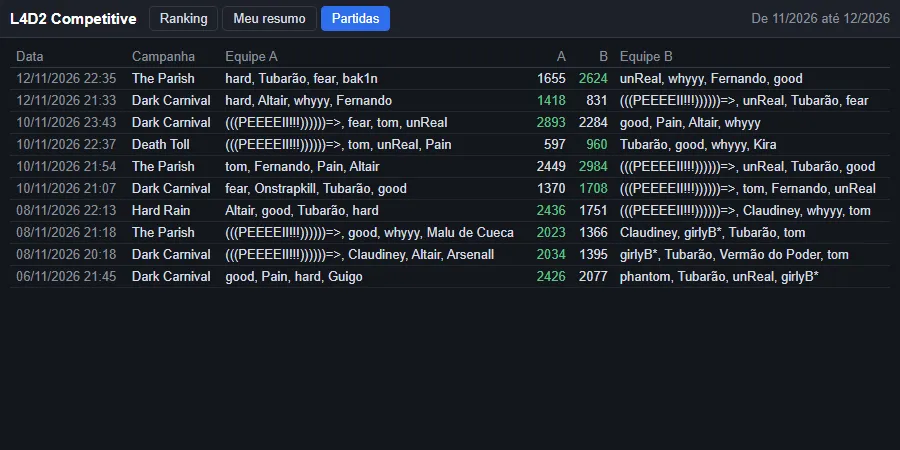 L4D2 Competitive Ranking Meu resumo Partidas De 11/2026 até 12/2026
Data Campanha Equipe A A B Equipe B
12/11/2026 22:35 The Parish hard, Tubarão, fear, bak1n 1655 2624 unReal, whyyy, Fernando, good
12/11/2026 21:33 Dark Carnival hard, Altair, whyyy, Fernando 1418 831 (((PEEEEII!!!))))))=>, unReal, Tubarão, fear
10/11/2026 23:43 Dark Carnival (((PEEEEII!!!))))))=>, fear, tom, unReal 2893 2284 good, Pain, Altair, whyyy
10/11/2026 22:37 Death Toll (((PEEEEII!!!))))))=>, tom, unReal, Pain 597 960 Tubarão, good, whyyy, Kira
10/11/2026 21:54 The Parish tom, Fernando, Pain, Altair 2449 2984 (((PEEEEII!!!))))))=>, unReal, Tubarão, good
10/11/2026 21:07 Dark Carnival fear, Onstrapkill, Tubarão, good 1370 1708 (((PEEEEII!!!))))))=>, tom, Fernando, unReal
08/11/2026 22:13 Hard Rain Altair, good, Tubarão, hard 2436 1751 (((PEEEEII!!!))))))=>, Claudiney, whyyy, tom
08/11/2026 21:18 The Parish (((PEEEEII!!!))))))=>, good, whyyy, Malu de Cueca 2023 1366 Claudiney, girlyB*, Tubarão, tom
08/11/2026 20:18 Dark Carnival (((PEEEEII!!!))))))=>, Claudiney, Altair, Arsenall 2034 1395 girlyB*, Tubarão, Vermão do Poder, tom
06/11/2026 21:45 Dark Carnival good, Pain, hard, Guigo 2426 2077 phantom, Tubarão, unReal, girlyB*